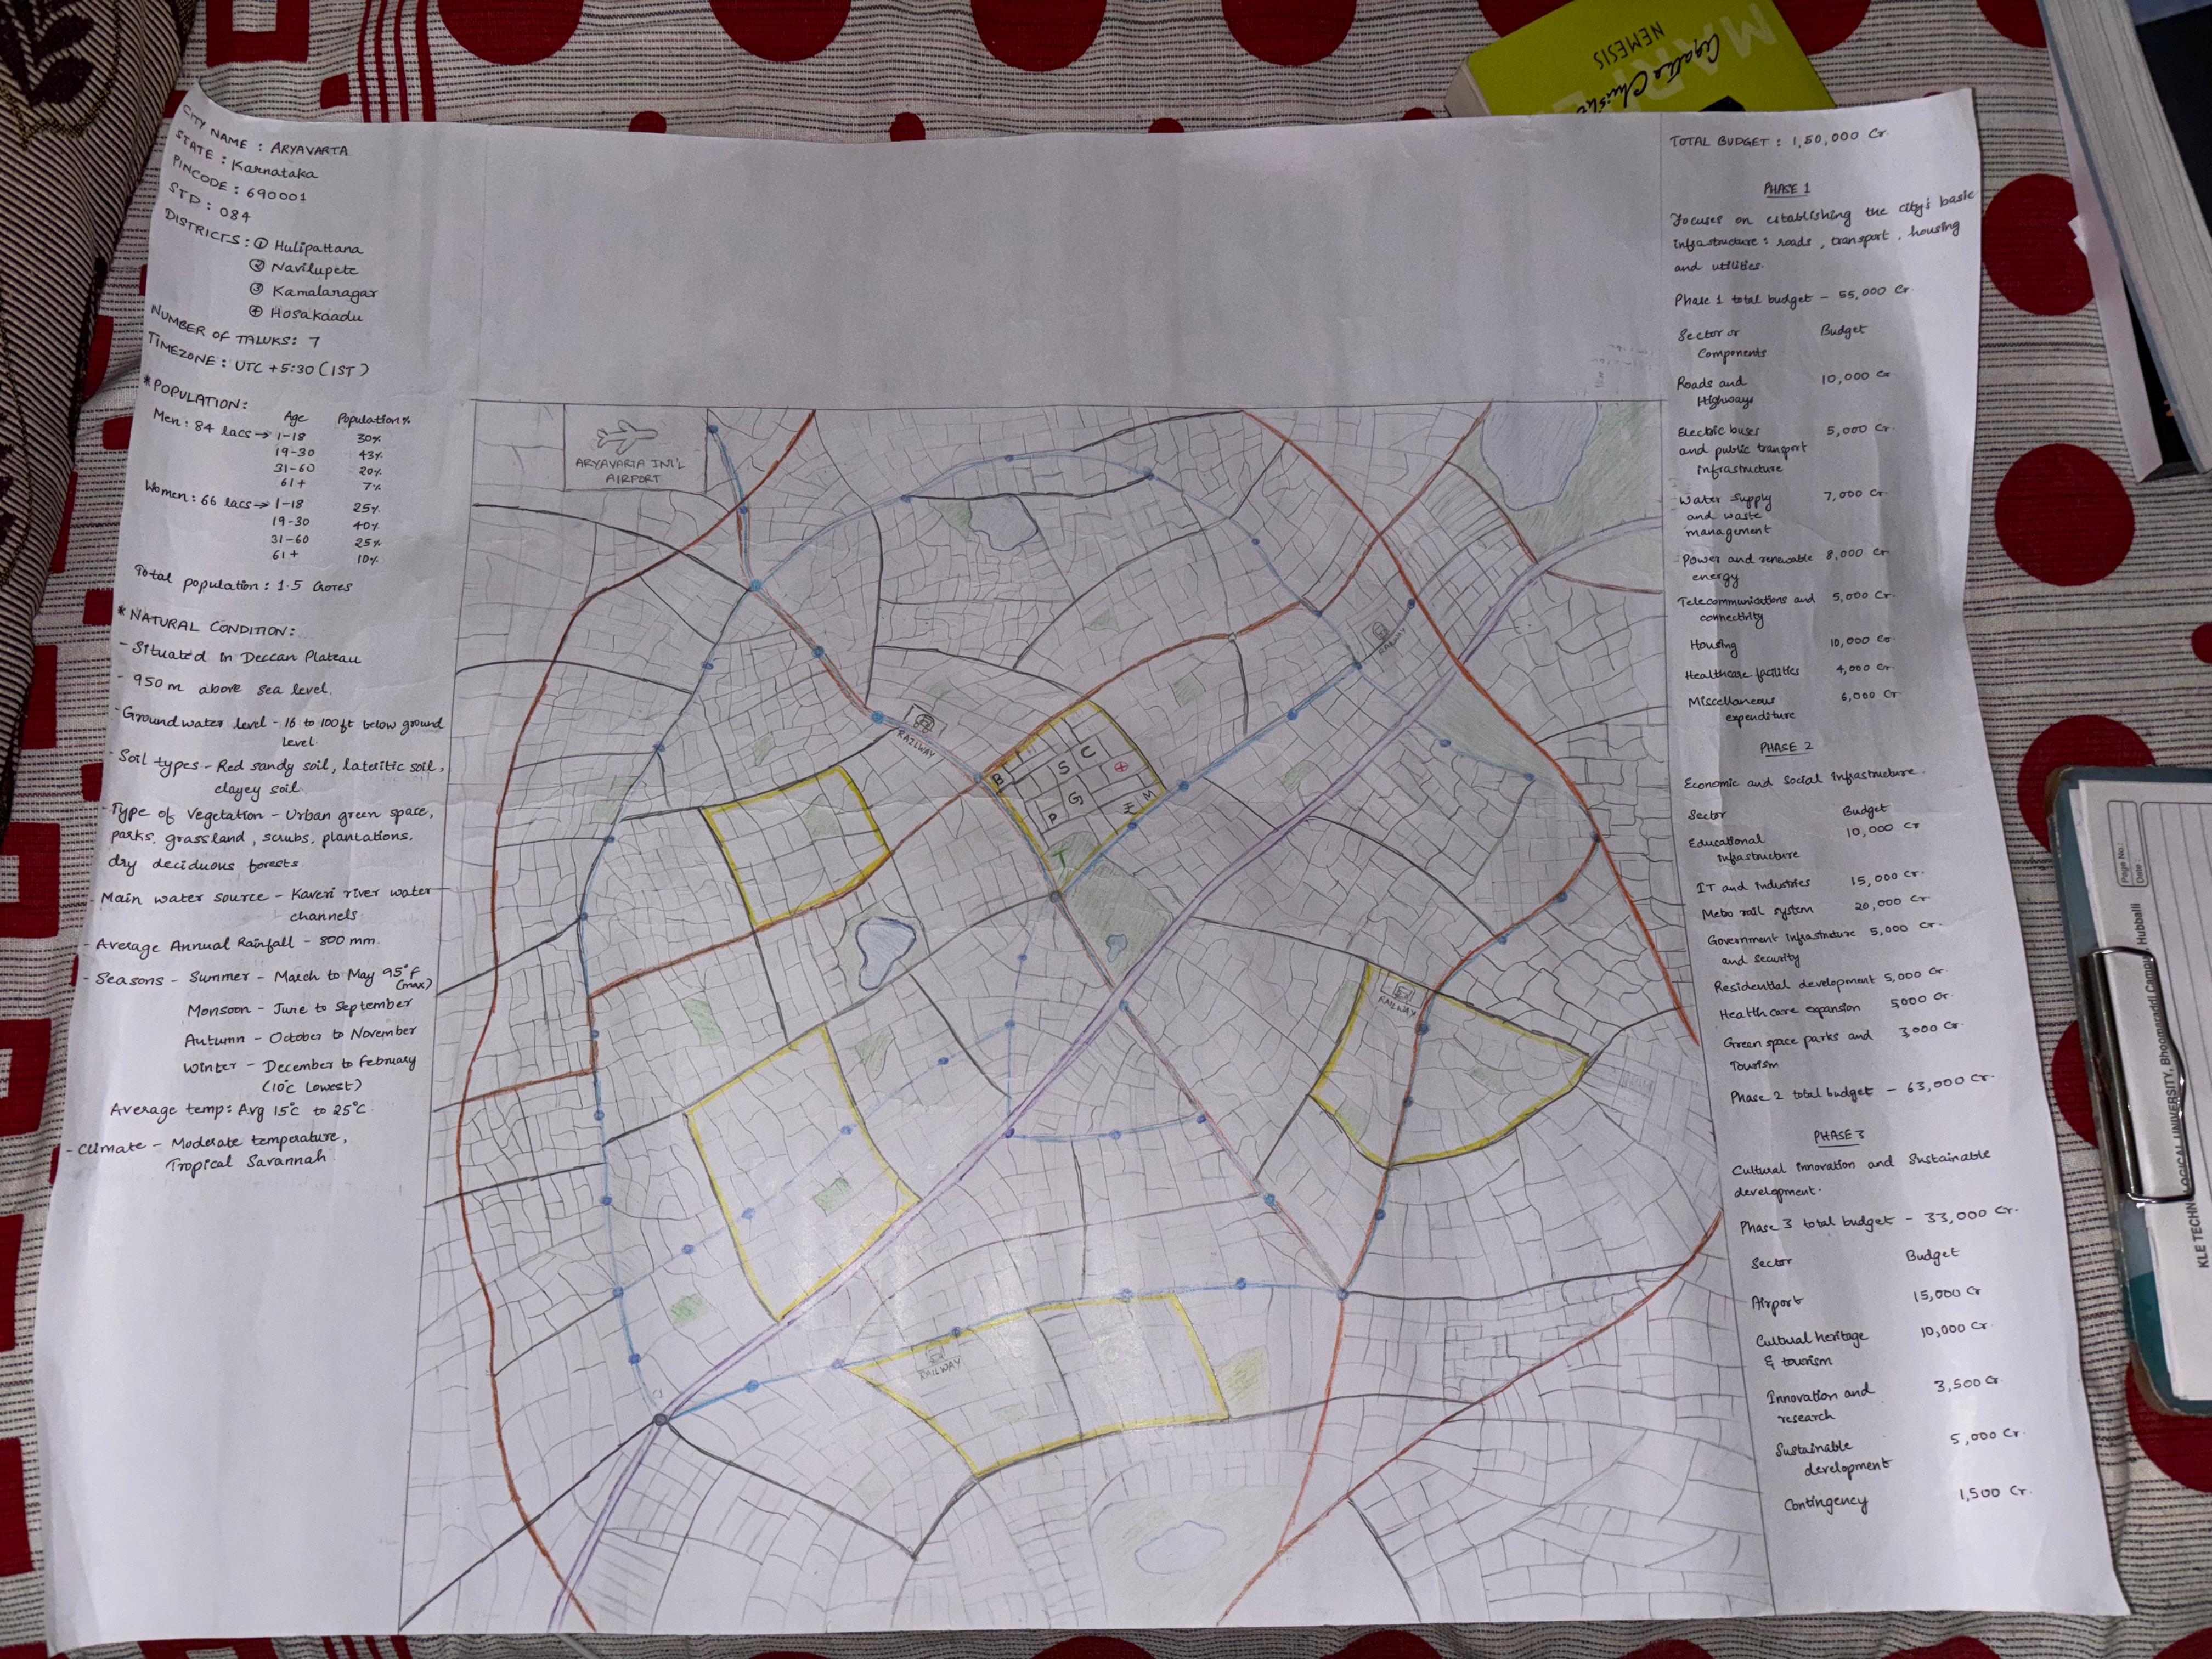 CITY NAME : ARYAVARTA
STATE : Karnataka
PINCODE : 690001
STD : 084
DISTRICTS : ① Hulipattana
② Navilupete
③ Kamalanagar
④ Hosakaadu
NUMBER OF TALUKS: 7
TIMEZONE : UTC +5:30 (IST)
* POPULATION:
Age Population%
Men : 84 lacs → 1-18 30%
19-30 43%
31-60 20%
61+ 7%
Women : 66 lacs → 1-18 25%
19-30 40%
31-60 25%
61+ 10%
Total population : 1.5 Crores
* NATURAL CONDITION:
- Situated in Deccan Plateau
- 950m above sea level.
- Ground water level - 16 to 100ft below ground
level.
- Soil types - Red sandy soil, lateritic soil,
clayey soil.
- Type of Vegetation - Urban green space,
parks, grassland, scrubs, plantations,
dry deciduous forests.
- Main water source - Kaveri river water
channels.
- Average Annual Rainfall - 800 mm.
- Seasons - Summer - March to May 95°F
(max)
Monsoon - June to September
Autumn - October to November
Winter - December to February
(10°C Lowest)
Average temp: Avg 15°C to 25°C.
- Climate - Moderate temperature,
Tropical Savannah.
ARYAVARTA INT'L
AIRPORT
RAILWAY
RAILWAY
B
S C
G
P
₹ M
T
RAILWAY
RAILWAY
TOTAL BUDGET : 1,50,000 Cr.
PHASE 1
Focuses on establishing the city's basic
infrastructure : roads, transport, housing
and utilities.
Phase 1 total budget - 55,000 Cr.
Sector or Budget
Components
Roads and 10,000 Cr
Highways
Electric buses 5,000 Cr.
and public transport
infrastructure
Water supply 7,000 Cr.
and waste
management
Power and renewable 8,000 Cr
energy
Telecommunications and 5,000 Cr.
connectivity
Housing 10,000 Cr.
Healthcare facilities 4,000 Cr.
Miscellaneous 6,000 Cr
expenditure
PHASE 2
Economic and Social infrastructure.
Sector Budget
Educational 10,000 Cr
infrastructure
IT and industries 15,000 Cr.
Metro rail system 20,000 Cr.
Government infrastructure 5,000 Cr.
and security
Residential development 5,000 Cr
Health care expansion 5,000 Cr.
Green space parks and 3,000 Cr.
Tourism
Phase 2 total budget - 63,000 Cr.
PHASE 3
Cultural innovation and Sustainable
development.
Phase 3 total budget - 33,000 Cr.
Sector Budget
Airport 15,000 Cr
Cultural heritage 10,000 Cr.
& tourism
Innovation and 3,500 Cr.
research
Sustainable 5,000 Cr.
development
Contingency 1,500 Cr.
Agatha
NEMESIS
Page No.:
Date :
Hubballi